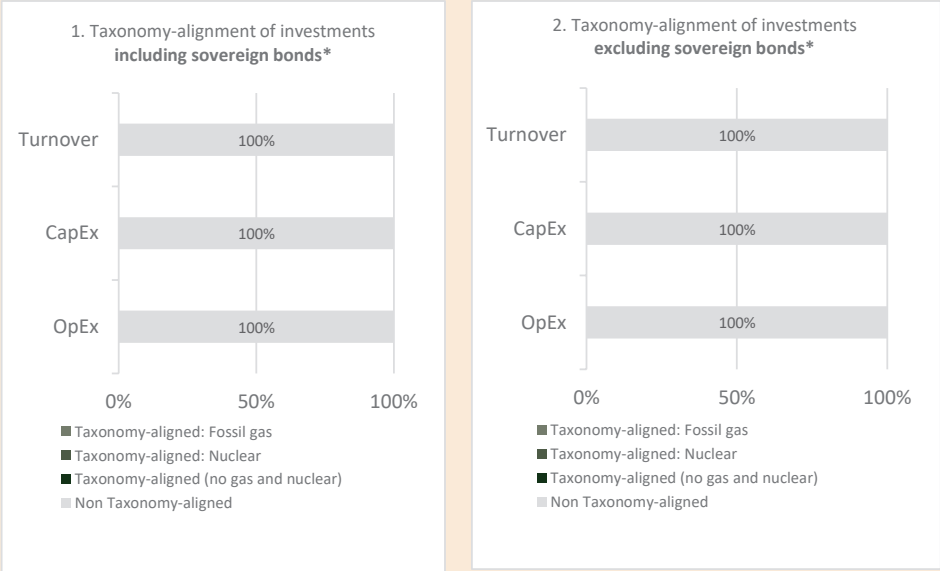 1. Taxonomy-alignment of investments
including sovereign bonds*
Turnover
100%
CapEx
100%
OpEx
100%
0%
50%
100%
Taxonomy-aligned: Fossil gas
Taxonomy-aligned: Nuclear
Taxonomy-aligned (no gas and nuclear)
Non Taxonomy-aligned
2. Taxonomy-alignment of investments
excluding sovereign bonds*
Turnover
100%
CapEx
100%
OpEx
100%
0%
50%
100%
Taxonomy-aligned: Fossil gas
Taxonomy-aligned: Nuclear
Taxonomy-aligned (no gas and nuclear)
Non Taxonomy-aligned